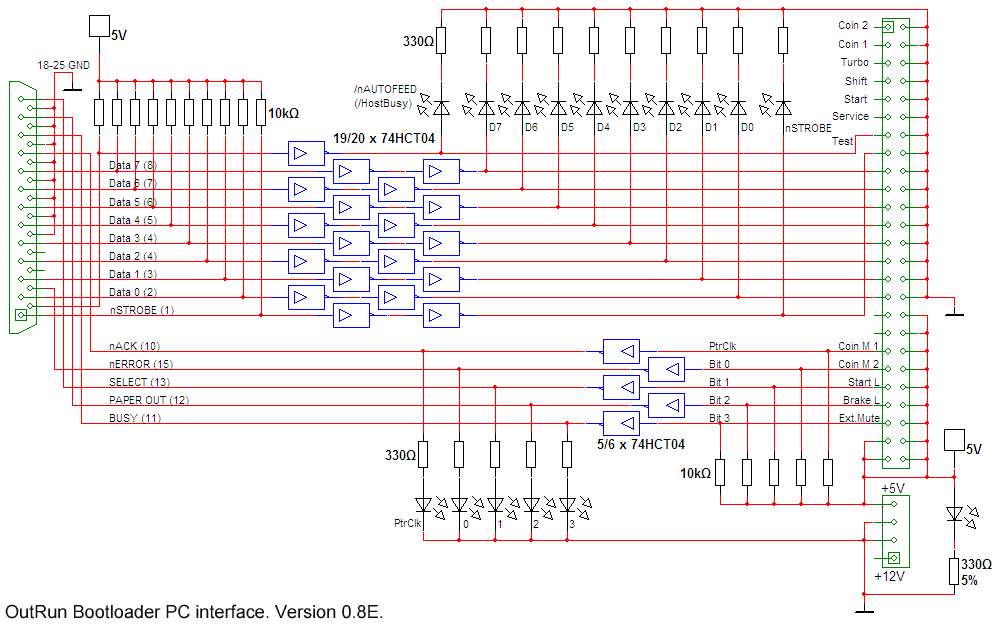 5V
18-25 GND
10kΩ
330Ω
/nAUTOFEED
(/HostBusy)
D7
D6
D5
D4
D3
D2
D1
D0
nSTROBE
Coin 2
Coin 1
Turbo
Shift
Start
Service
Test
19/20 x 74HCT04
Data 7 (8)
Data 6 (7)
Data 5 (6)
Data 4 (5)
Data 3 (4)
Data 2 (4)
Data 1 (3)
Data 0 (2)
nSTROBE (1)
nACK (10)
nERROR (15)
SELECT (13)
PAPER OUT (12)
BUSY (11)
PtrClk
Bit 0
Bit 1
Bit 2
Bit 3
Coin M 1
Coin M 2
Start L
Brake L
Ext.Mute
5/6 x 74HCT04
330Ω
10kΩ
PtrClk
0
1
2
3
5V
+5V
+12V
330Ω
5%
OutRun Bootloader PC interface. Version 0.8E.